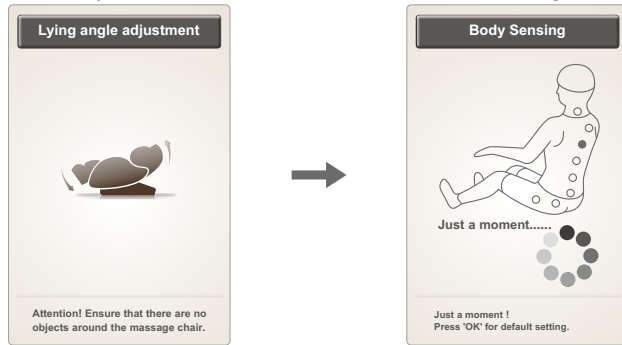 Lying angle adjustment
Attention! Ensure that there are no
objects around the massage chair.
Body Sensing
Just a moment......
Just a moment !
Press 'OK' for default setting.